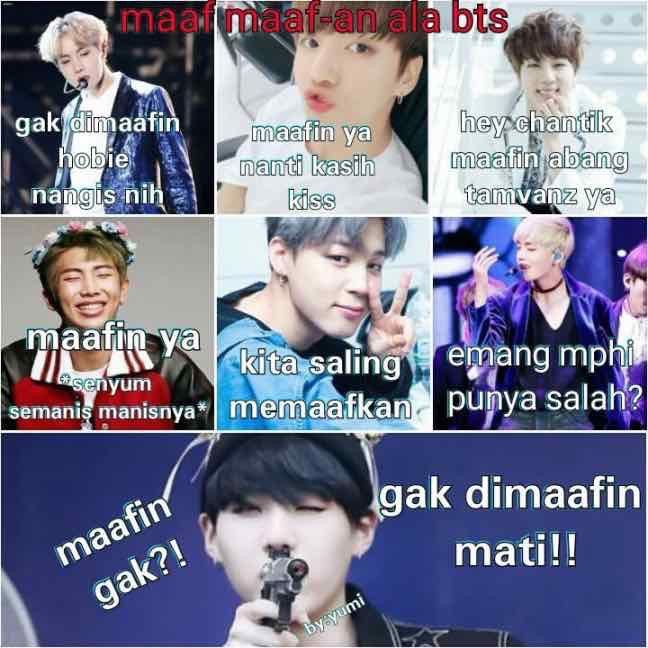 maaf maaf-an ala bts
gak dimaafin
hobie
nangis nih
maafin ya
nanti kasih
kiss
hey chantik
maafin abang
tamvanz ya
maafin ya
*senyum
semanis manisnya*
kita saling
memaafkan
emang mphi
punya salah?
maafin
gak?!
gak dimaafin
mati!!
by:yumi